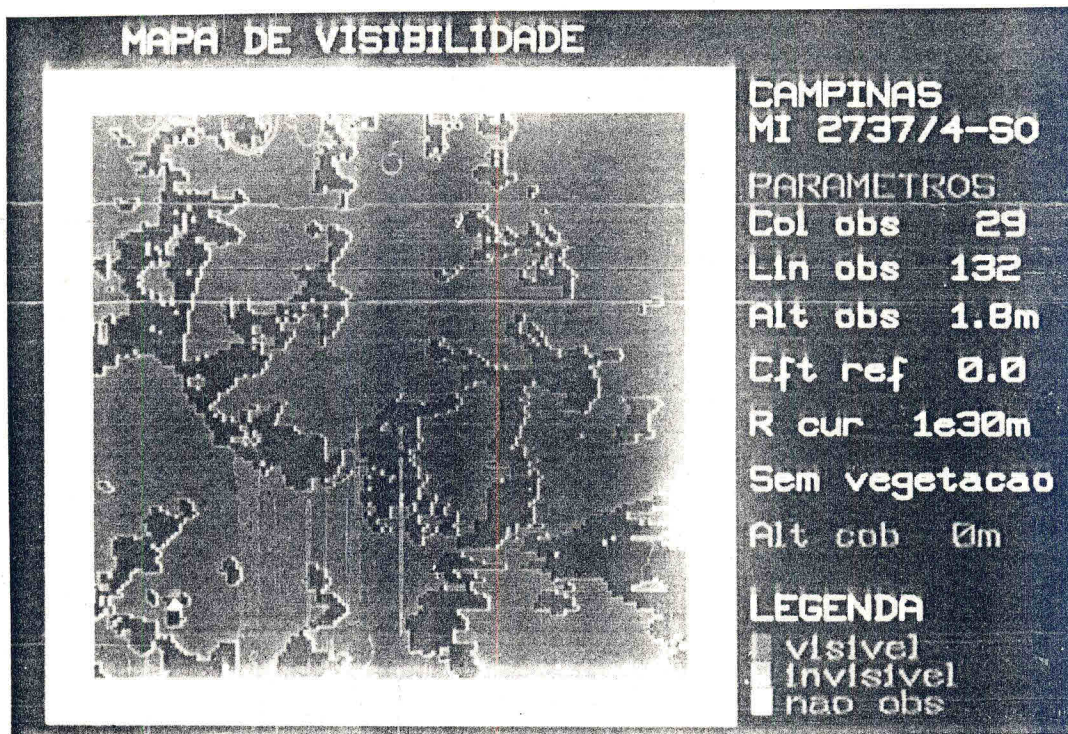 MAPA DE VISIBILIDADE
CAMPINAS
MI 2737/4-SO
PARAMETROS
Col obs 29
Lin obs 132
Alt obs 1.8m
Cft ref 0.0
R cur 1e30m
Sem vegetacao
Alt cob 0m
LEGENDA
visivel
invisivel
nao obs